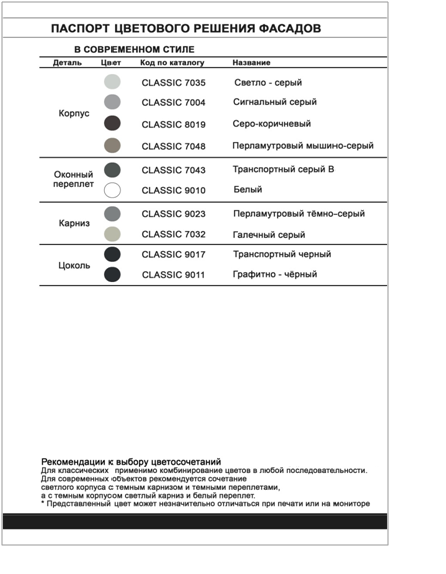 ПАСПОРТ ЦВЕТОВОГО РЕШЕНИЯ ФАСАДОВ
В СОВРЕМЕННОМ СТИЛЕ
Деталь Цвет Код по каталогу Название
Корпус
CLASSIC 7035 Светло - серый
CLASSIC 7004 Сигнальный серый
CLASSIC 8019 Серо-коричневый
CLASSIC 7048 Перламутровый мышино-серый
Оконный
переплет
CLASSIC 7043 Транспортный серый В
CLASSIC 9010 Белый
Карниз
CLASSIC 9023 Перламутровый тёмно-серый
CLASSIC 7032 Галечный серый
Цоколь
CLASSIC 9017 Транспортный черный
CLASSIC 9011 Графитно - чёрный
Рекомендации к выбору цветосочетаний
Для классических применимо комбинирование цветов в любой последовательности.
Для современных объектов рекомендуется сочетание
светлого корпуса с темным карнизом и темными переплетами,
а с темным корпусом светлый карниз и белый переплет.
* Представленный цвет может незначительно отличаться при печати или на мониторе